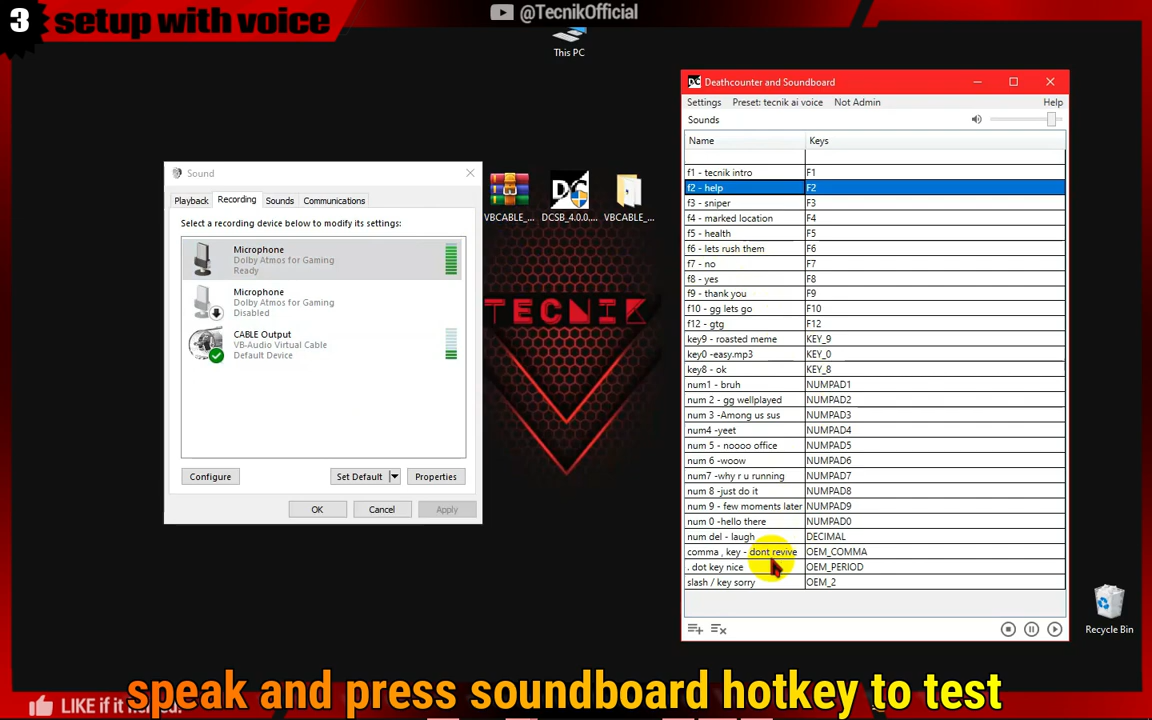 3 setup with voice
@TecnikOfficial
This PC
Sound
Playback Recording Sounds Communications
Select a recording device below to modify its settings:
Microphone
Dolby Atmos for Gaming
Ready
Microphone
Dolby Atmos for Gaming
Disabled
CABLE Output
VB-Audio Virtual Cable
Default Device
Configure Set Default Properties
OK Cancel Apply
VBCABLE_... DCSB_4.0.0.... VBCABLE_...
TECNIK
DC Deathcounter and Soundboard
Settings Preset: tecnik ai voice Not Admin Help
Sounds
Name Keys
f1 - tecnik intro F1
f2 - help F2
f3 - sniper F3
f4 - marked location F4
f5 - health F5
f6 - lets rush them F6
f7 - no F7
f8 - yes F8
f9 - thank you F9
f10 - gg lets go F10
f12 - gtg F12
key9 - roasted meme KEY_9
key0 -easy.mp3 KEY_0
key8 - ok KEY_8
num1 - bruh NUMPAD1
num 2 - gg wellplayed NUMPAD2
num 3 -Among us sus NUMPAD3
num4 -yeet NUMPAD4
num 5 - noooo office NUMPAD5
num 6 -woow NUMPAD6
num7 -why r u running NUMPAD7
num 8 -just do it NUMPAD8
num 9 - few moments later NUMPAD9
num 0 -hello there NUMPAD0
num del - laugh DECIMAL
comma , key - dont revive OEM_COMMA
. dot key nice OEM_PERIOD
slash / key sorry OEM_2
Recycle Bin
speak and press soundboard hotkey to test
LIKE if it